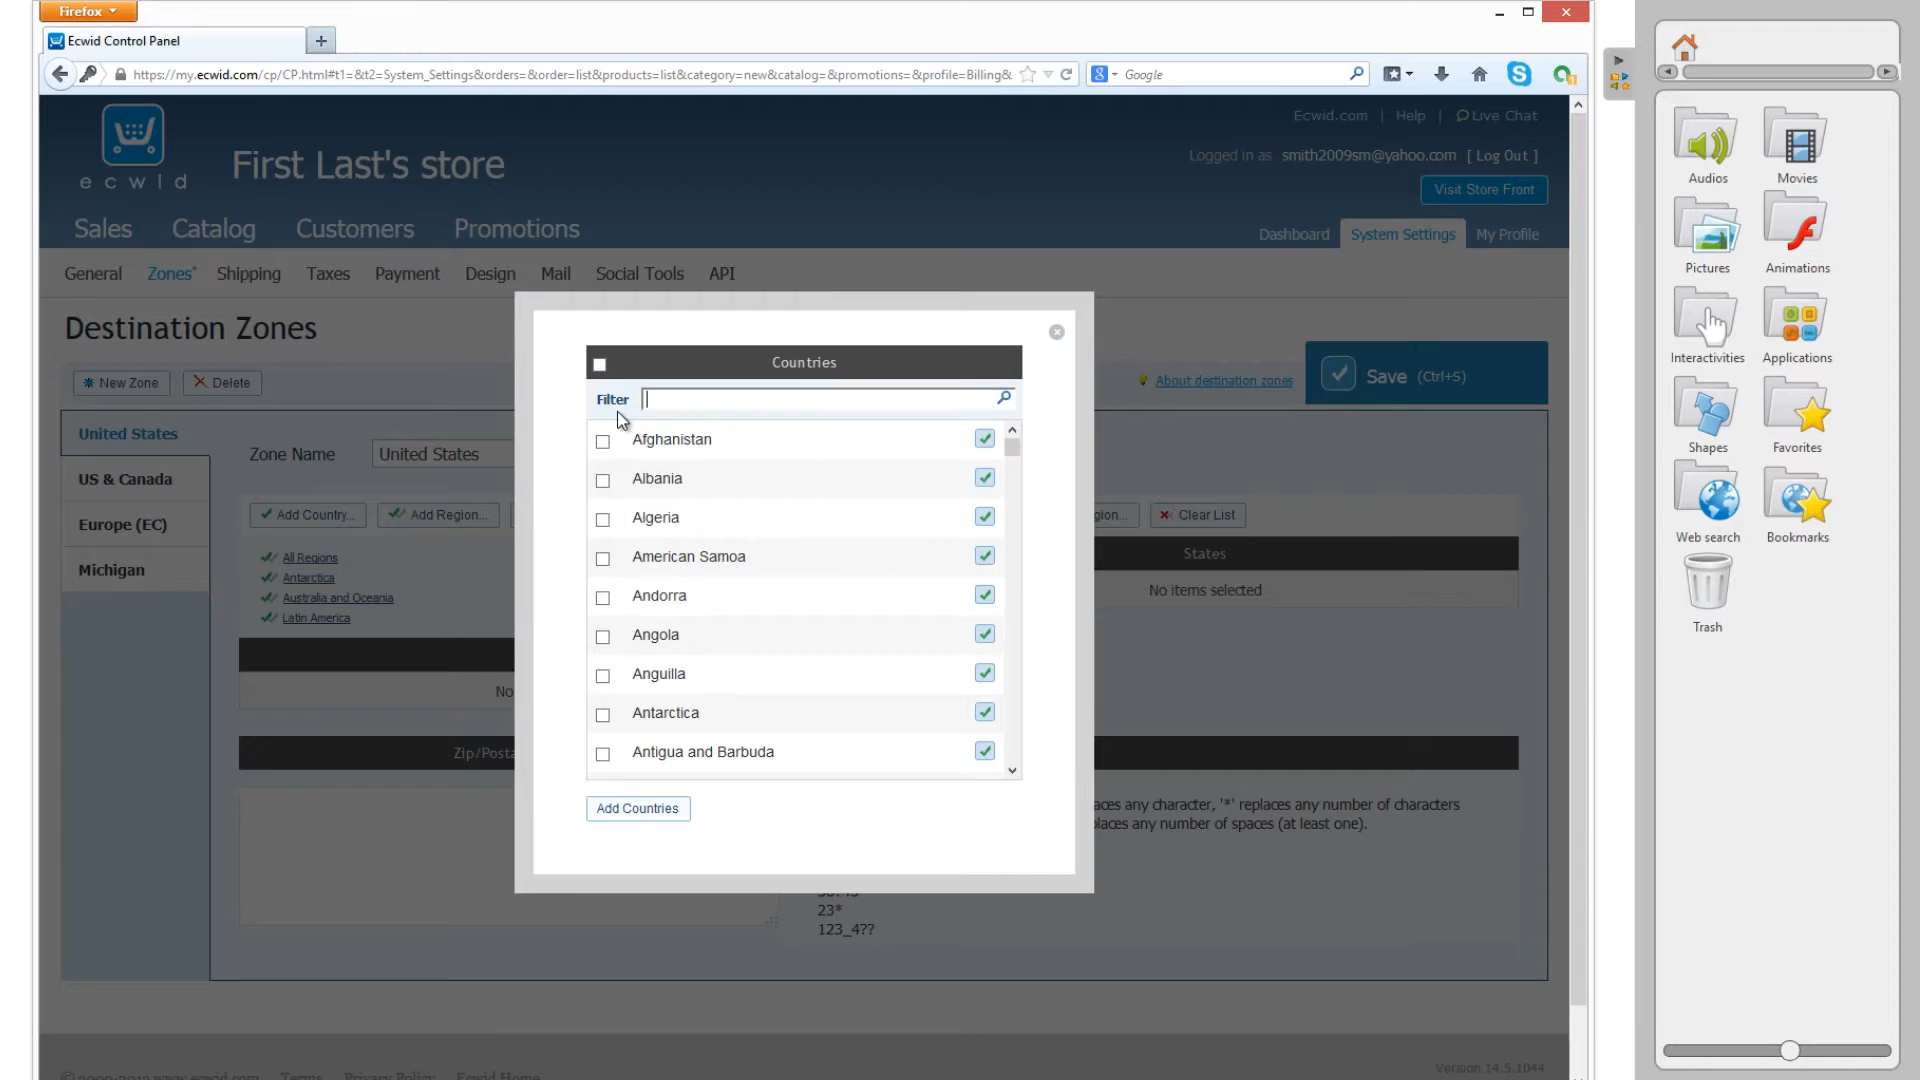 Firefox
Ecwid Control Panel
https://my.ecwid.com/cp/CP.html#t1=&t2=System_Settings&orders=&order=list&products=list&category=new&catalog=&promotions=&profile=Billing&
Google
Ecwid.com | Help | Live Chat
ecwid
First Last's store
Logged in as smith2009sm@yahoo.com [ Log Out ]
Visit Store Front
Sales Catalog Customers Promotions
Dashboard System Settings My Profile
General Zones* Shipping Taxes Payment Design Mail Social Tools API
Destination Zones
New Zone Delete
About destination zones
Save (Ctrl+S)
United States
US & Canada
Europe (EC)
Michigan
Zone Name United States
Add Country... Add Region...
gion... Clear List
All Regions
Antarctica
Australia and Oceania
Latin America
States
No items selected
No
Zip/Posta
aces any character, '*' replaces any number of characters
laces any number of spaces (at least one).
23*
123_4??
Countries
Filter
Afghanistan
Albania
Algeria
American Samoa
Andorra
Angola
Anguilla
Antarctica
Antigua and Barbuda
Add Countries
Version 14.5.1044
Audios
Movies
Pictures
Animations
Interactivities
Applications
Shapes
Favorites
Web search
Bookmarks
Trash